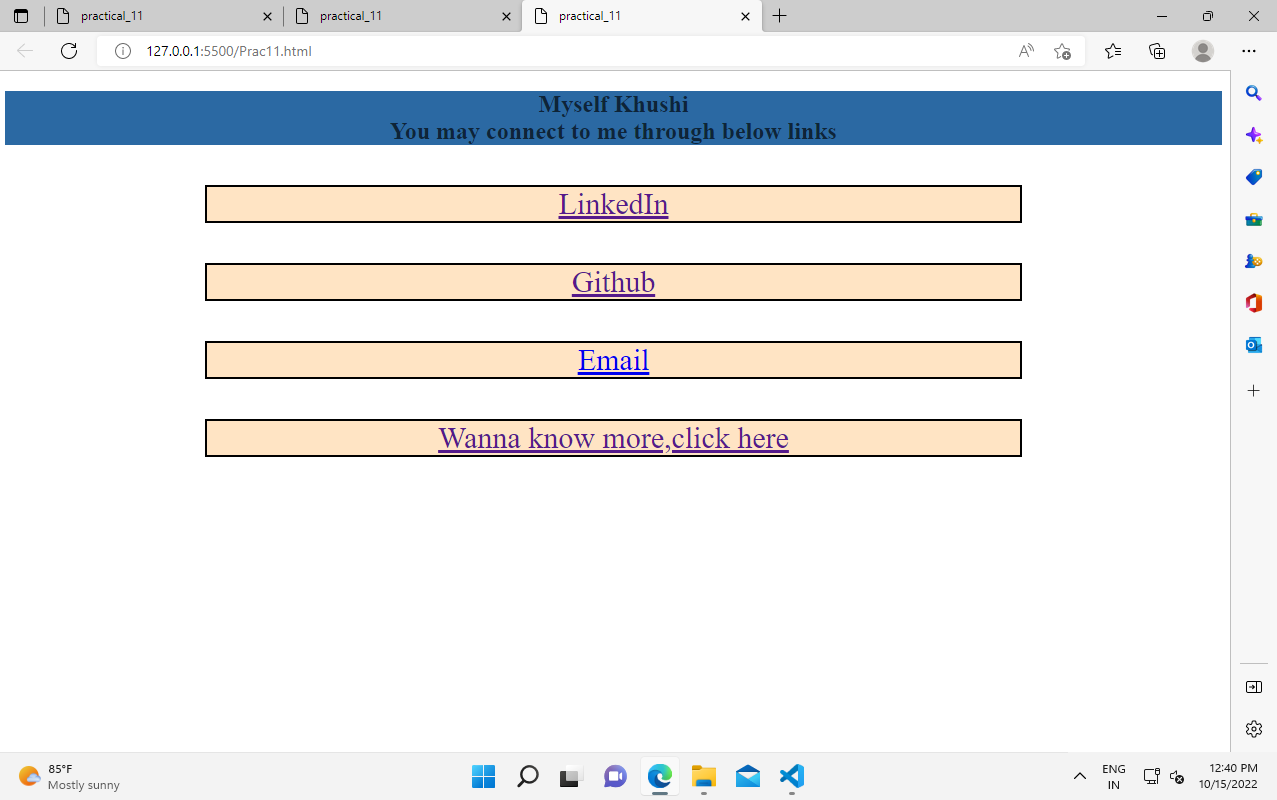 practical_11
practical_11
practical_11
127.0.0.1:5500/Prac11.html
Myself Khushi
You may connect to me through below links
LinkedIn
Github
Email
Wanna know more,click here
85°F
Mostly sunny
ENG
IN
12:40 PM
10/15/2022